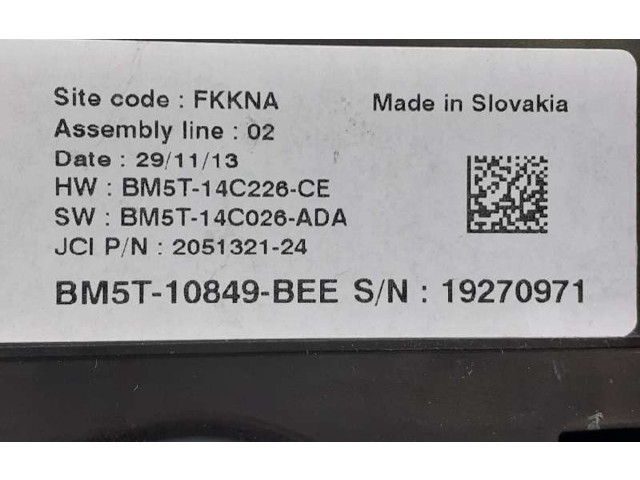 Site code : FKKNA
Made in Slovakia
Assembly line : 02
Date : 29/11/13
HW : BM5T-14C226-CE
SW : BM5T-14C026-ADA
JCI P/N : 2051321-24
BM5T-10849-BEE S/N : 19270971